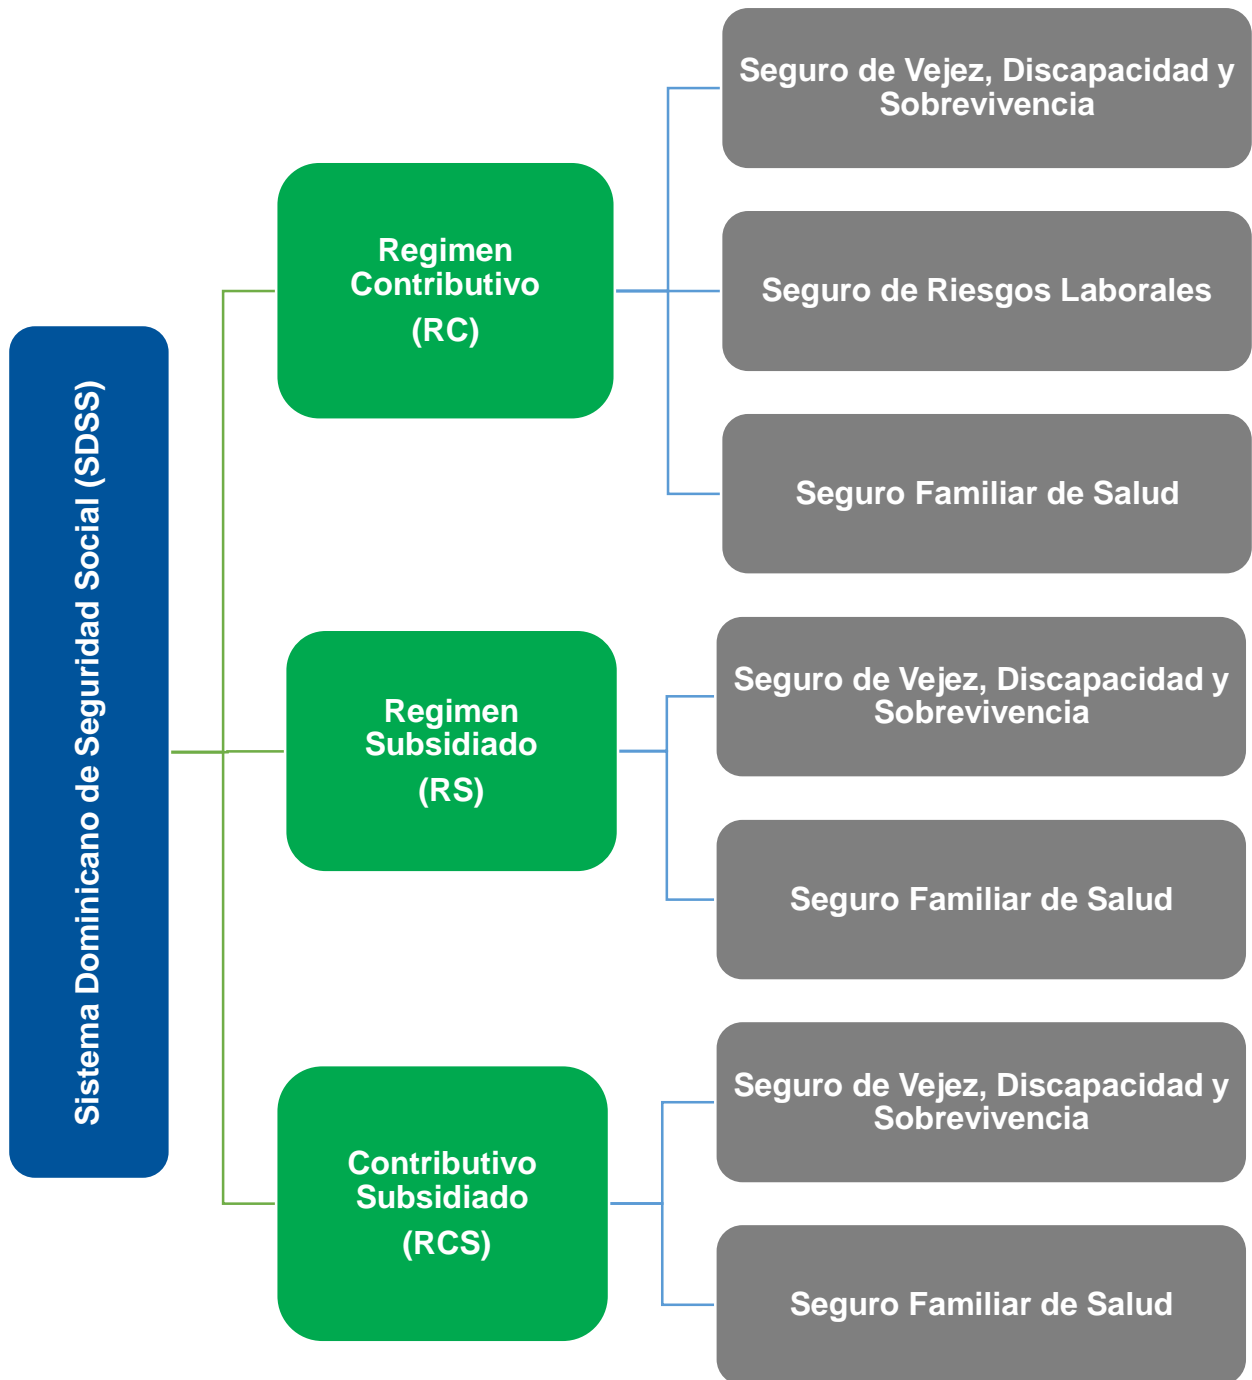 Sistema Dominicano de Seguridad Social (SDSS)
Regimen
Contributivo
(RC)
Seguro de Vejez, Discapacidad y
Sobrevivencia
Seguro de Riesgos Laborales
Seguro Familiar de Salud
Regimen
Subsidiado
(RS)
Seguro de Vejez, Discapacidad y
Sobrevivencia
Seguro Familiar de Salud
Contributivo
Subsidiado
(RCS)
Seguro de Vejez, Discapacidad y
Sobrevivencia
Seguro Familiar de Salud